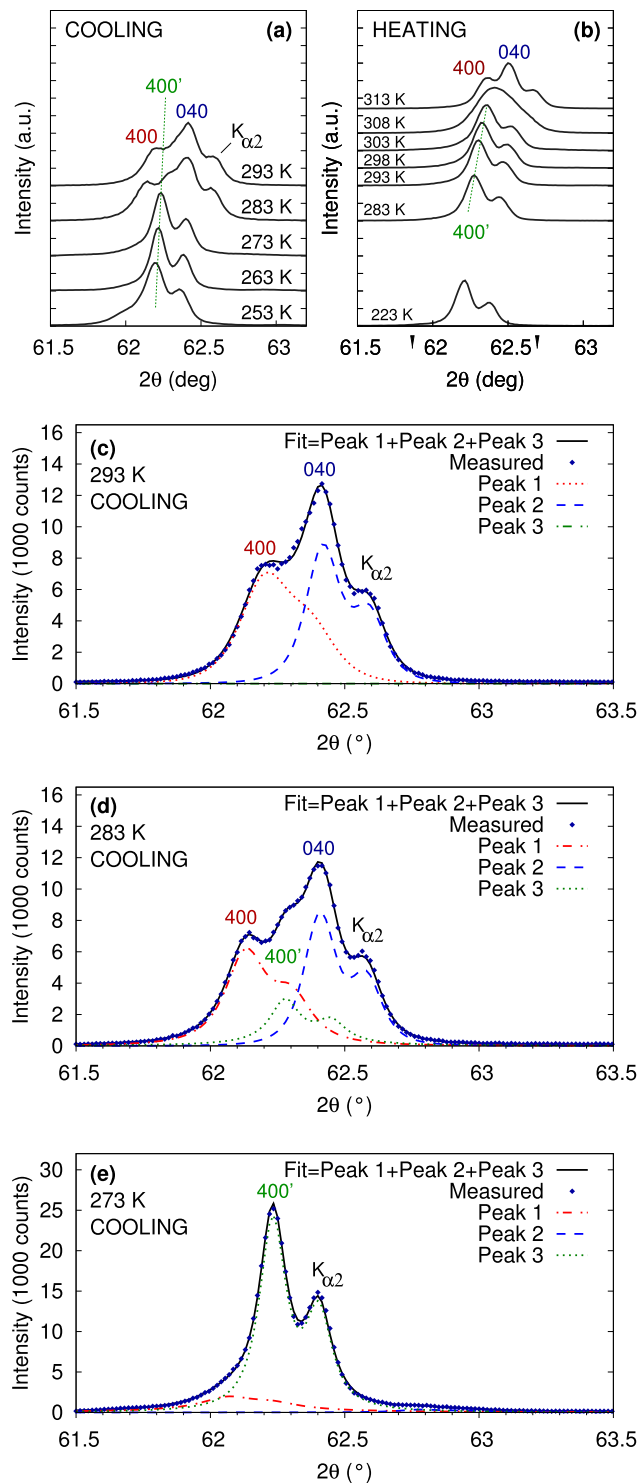 COOLING (a)
400'
040
400
Kα2
293 K
283 K
273 K
263 K
253 K
Intensity (a.u.)
61.5 62 62.5 63
2θ (deg)
HEATING (b)
040
400
313 K
308 K
303 K
298 K
293 K
283 K
400'
223 K
Intensity (a.u.)
61.5 62 62.5 63
2θ (deg)
(c)
293 K
COOLING
Fit=Peak 1+Peak 2+Peak 3
Measured
Peak 1
Peak 2
Peak 3
040
400
Kα2
Intensity (1000 counts)
16
14
12
10
8
6
4
2
0
61.5 62 62.5 63 63.5
2θ (°)
(d)
283 K
COOLING
Fit=Peak 1+Peak 2+Peak 3
Measured
Peak 1
Peak 2
Peak 3
040
400
400'
Kα2
Intensity (1000 counts)
16
14
12
10
8
6
4
2
0
61.5 62 62.5 63 63.5
2θ (°)
(e)
273 K
COOLING
Fit=Peak 1+Peak 2+Peak 3
Measured
Peak 1
Peak 2
Peak 3
400'
Kα2
Intensity (1000 counts)
30
25
20
15
10
5
0
61.5 62 62.5 63 63.5
2θ (°)